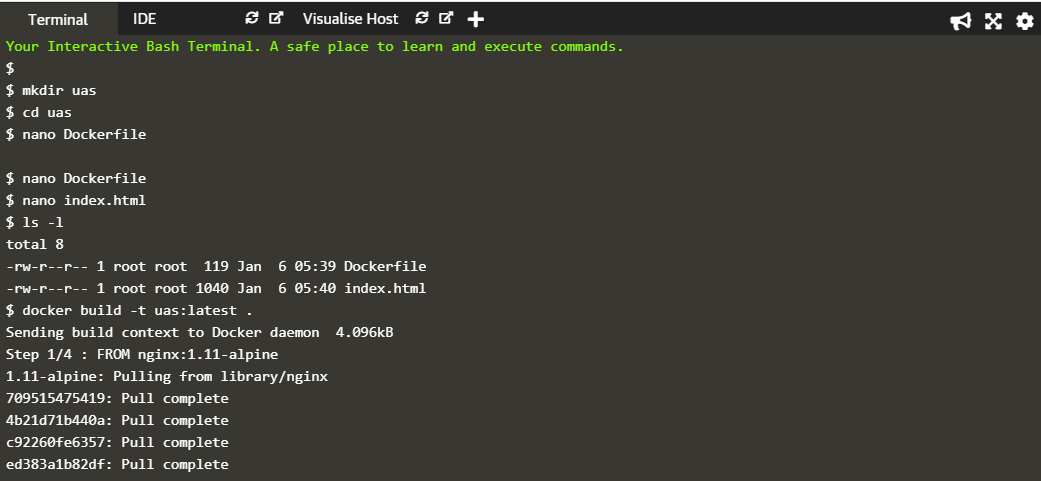 Terminal IDE Visualise Host
Your Interactive Bash Terminal. A safe place to learn and execute commands.
$
$ mkdir uas
$ cd uas
$ nano Dockerfile
$ nano Dockerfile
$ nano index.html
$ ls -l
total 8
-rw-r--r-- 1 root root  119 Jan  6 05:39 Dockerfile
-rw-r--r-- 1 root root 1040 Jan  6 05:40 index.html
$ docker build -t uas:latest .
Sending build context to Docker daemon  4.096kB
Step 1/4 : FROM nginx:1.11-alpine
1.11-alpine: Pulling from library/nginx
709515475419: Pull complete
4b21d71b440a: Pull complete
c92260fe6357: Pull complete
ed383a1b82df: Pull complete